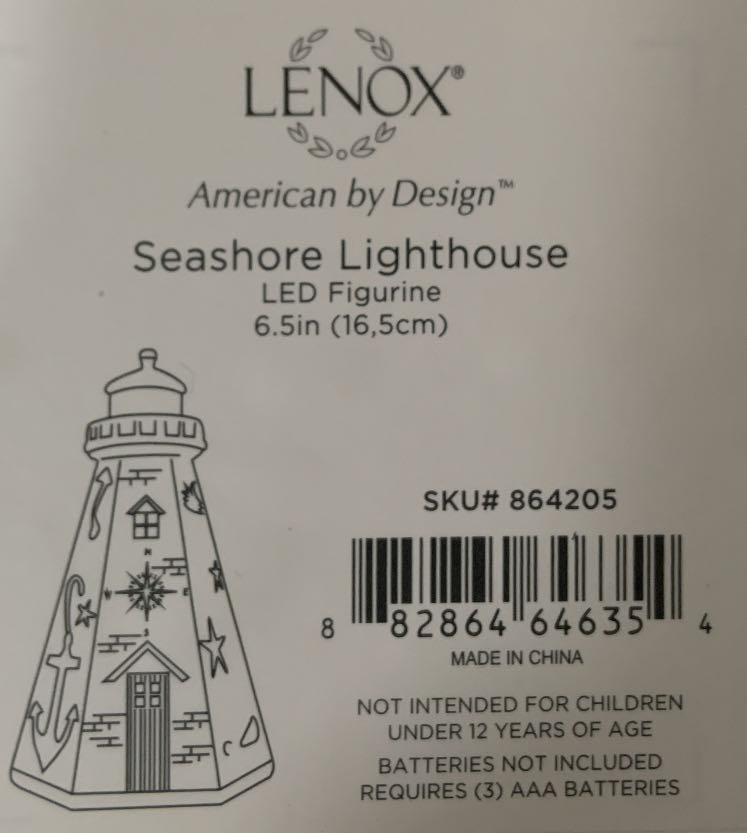 LENOX®
American by Design™
Seashore Lighthouse
LED Figurine
6.5in (16,5cm)
N
W E
S
SKU# 864205
8 82864 64635 4
MADE IN CHINA
NOT INTENDED FOR CHILDREN
UNDER 12 YEARS OF AGE
BATTERIES NOT INCLUDED
REQUIRES (3) AAA BATTERIES